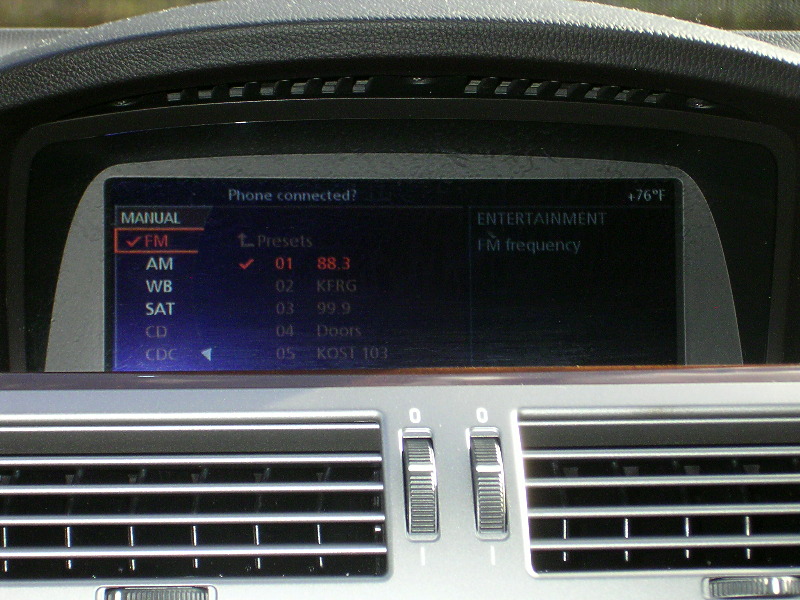 Phone connected? +76°F
MANUAL ENTERTAINMENT
FM Presets FM frequency
AM 01 88.3
WB 02 KFRG
SAT 03 99.9
CD 04 Doors
CDC 05 KOST 103
0 0